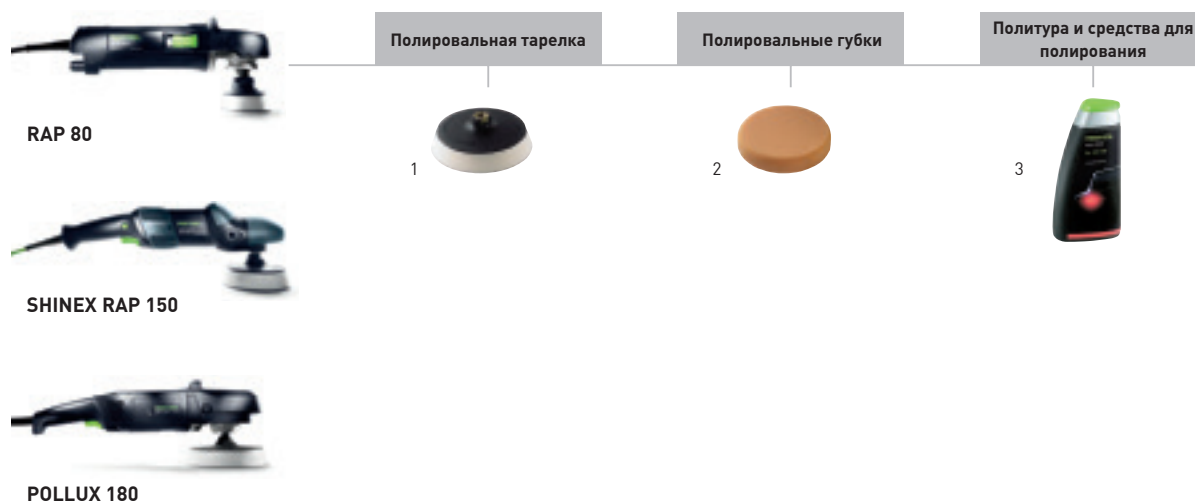 Полировальная тарелка
Полировальные губки
Политура и средства для
полирования
RAP 80
1
2
3
SHINEX RAP 150
POLLUX 180